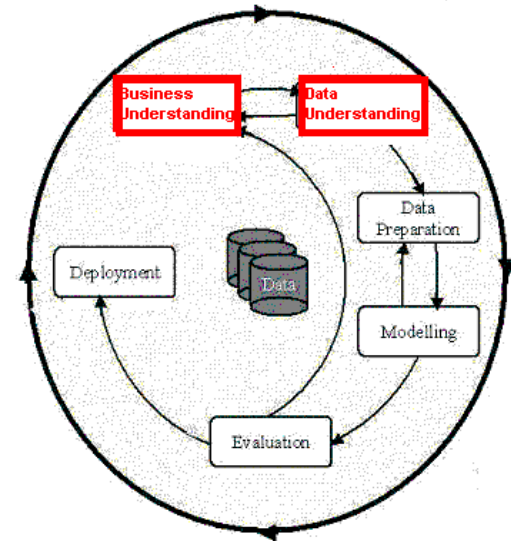 Business
Understanding
Data
Understanding
Data
Preparation
Deployment
Data
Modelling
Evaluation